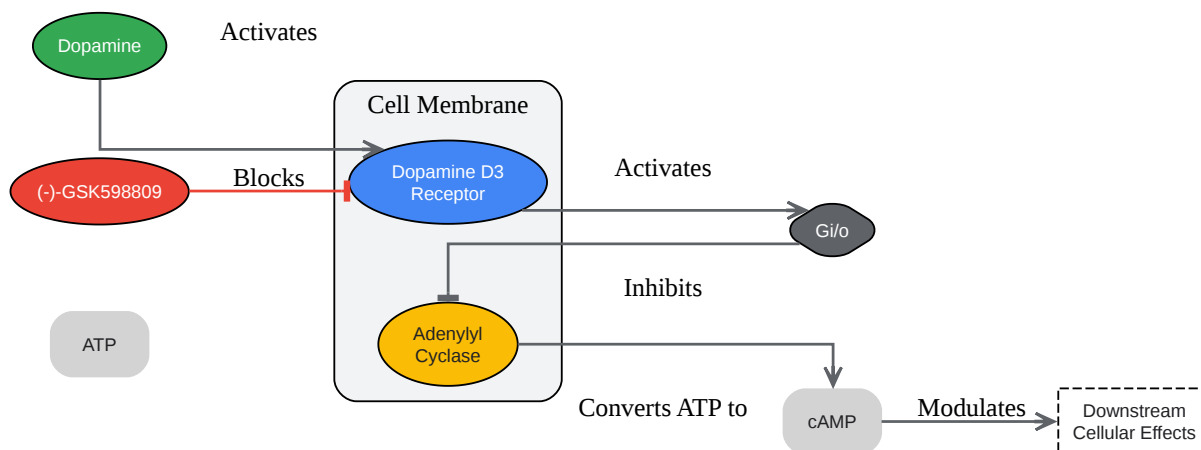 Activates
Dopamine
Cell Membrane
Dopamine D3
Receptor
Activates
(-)-GSK598809
Blocks
Gi/o
Inhibits
ATP
Adenylyl
Cyclase
Converts ATP to
cAMP
Modulates
Downstream
Cellular Effects